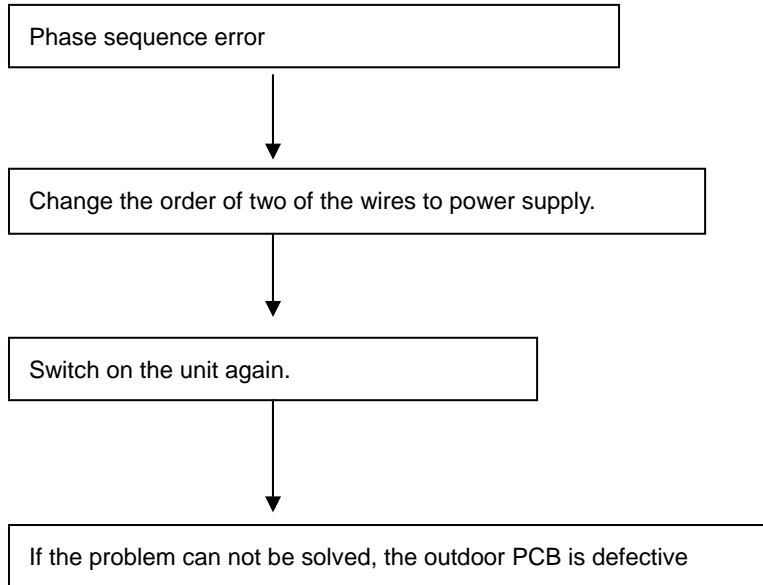 Phase sequence error
Change the order of two of the wires to power supply.
Switch on the unit again.
If the problem can not be solved, the outdoor PCB is defective